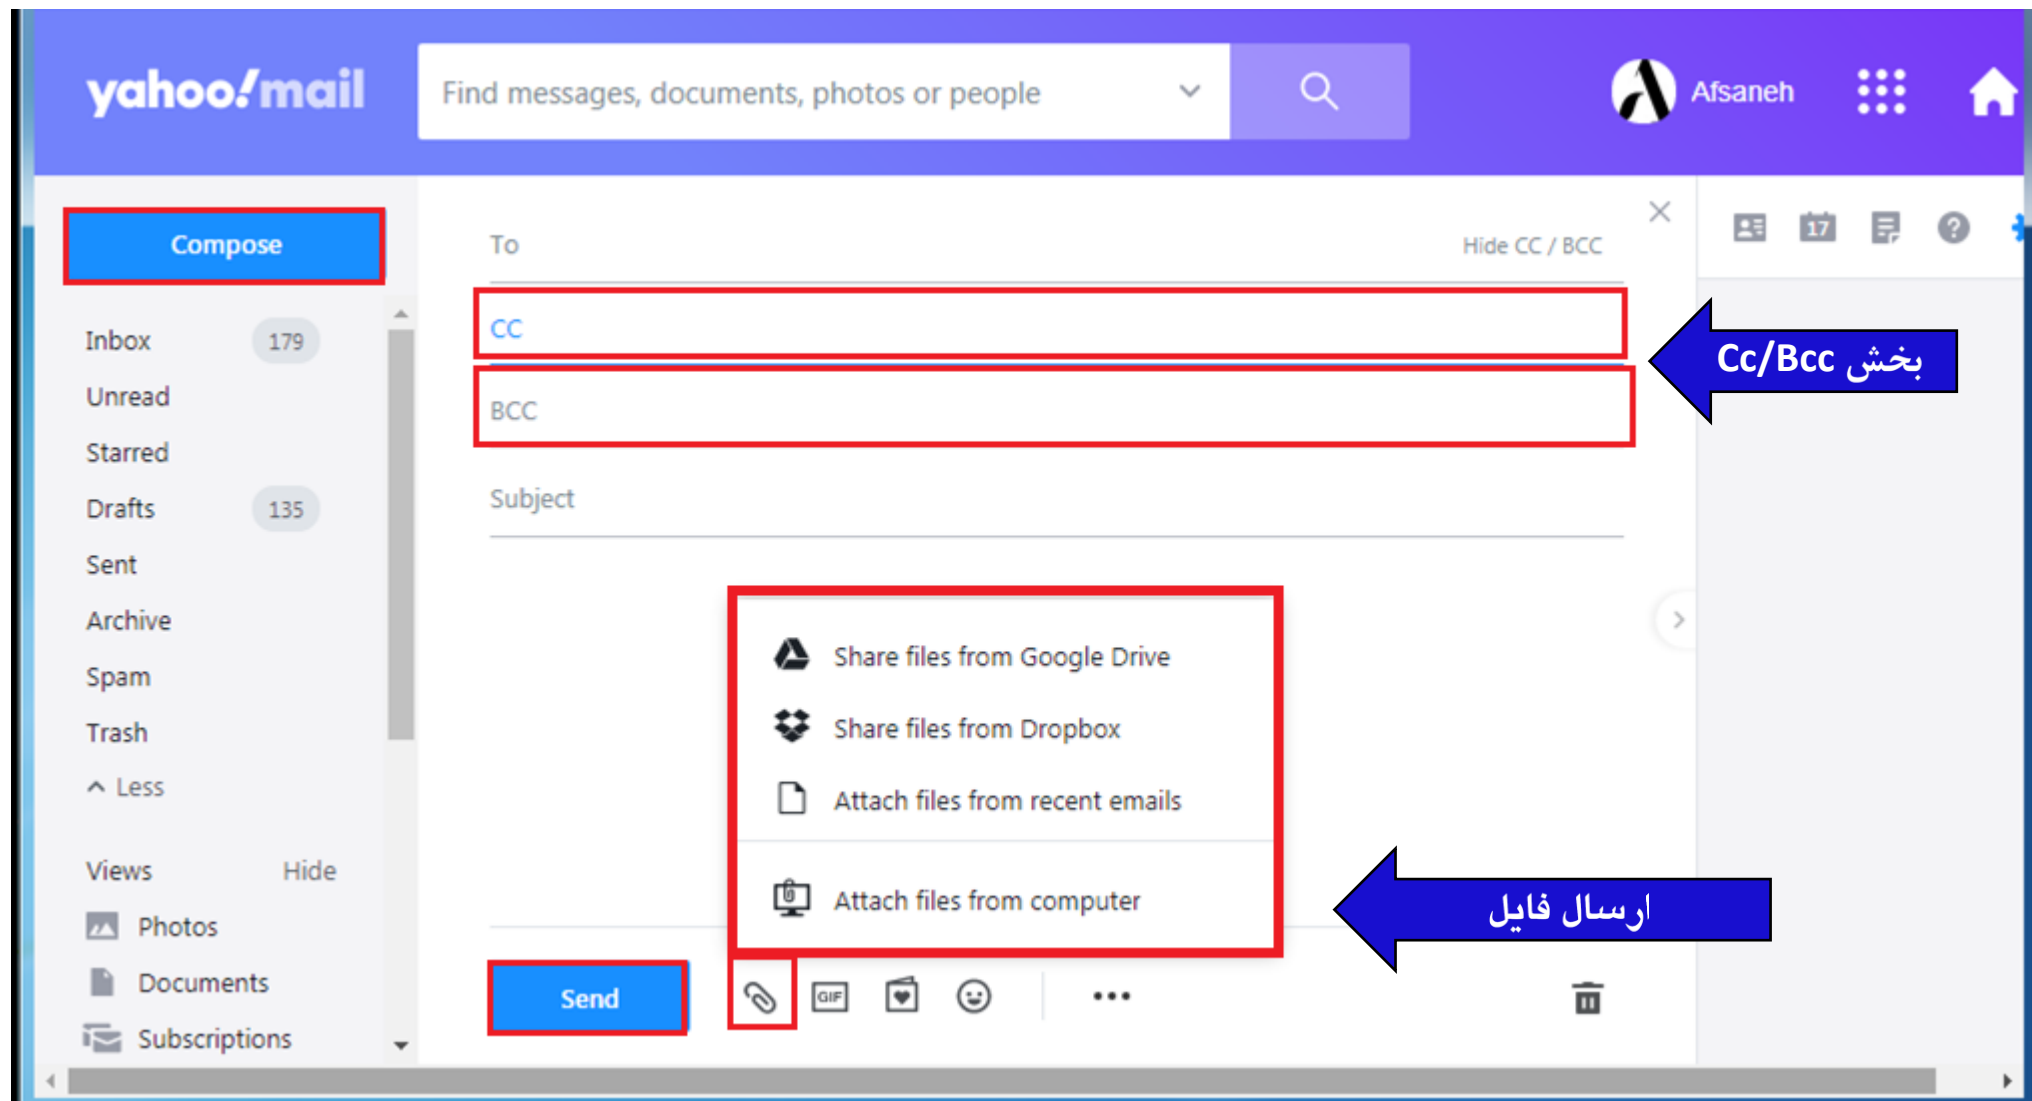 yahoo!mail
Find messages, documents, photos or people
Afsaneh
Compose
Inbox 179
Unread
Starred
Drafts 135
Sent
Archive
Spam
Trash
Less
Views Hide
Photos
Documents
Subscriptions
To Hide CC / BCC
CC
BCC
Subject
17
بخش Cc/Bcc
Share files from Google Drive
Share files from Dropbox
Attach files from recent emails
Attach files from computer
ارسال فایل
Send
GIF